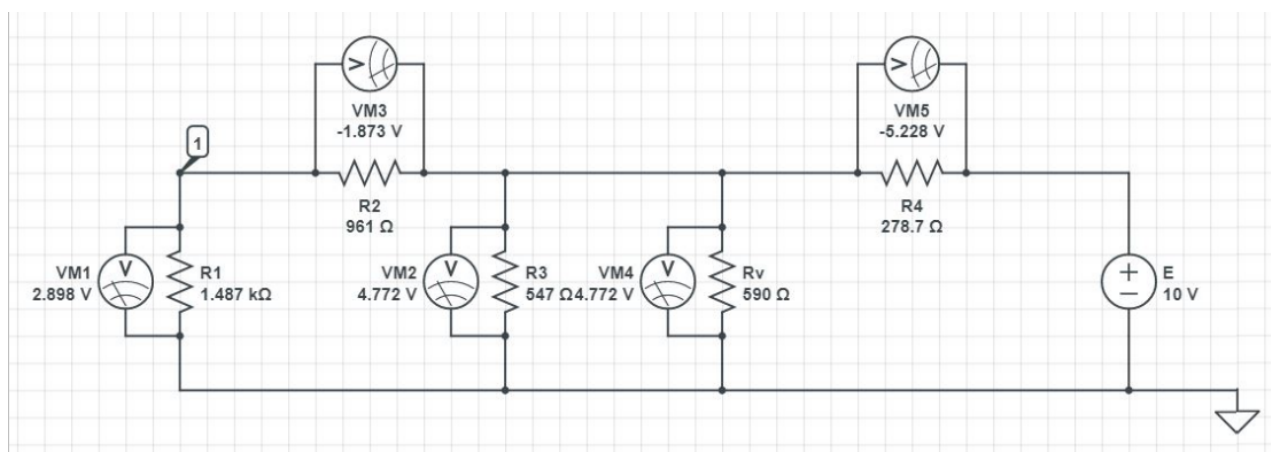 VM3
-1.873 V
VM5
-5.228 V
1
R2
961 Ω
R4
278.7 Ω
VM1
2.898 V
R1
1.487 kΩ
VM2
4.772 V
R3
547 Ω
VM4
4.772 V
Rv
590 Ω
E
10 V
V
V
V
V
V
+
−